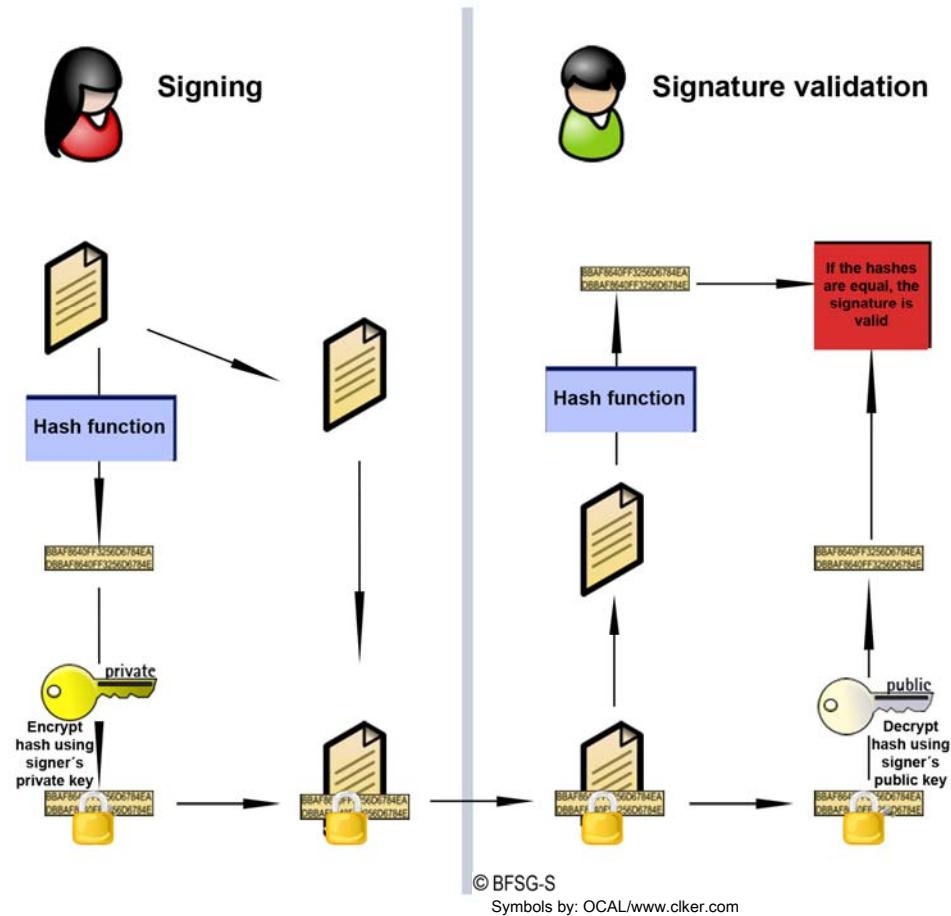 Signing
Hash function
BBAF8640FF3256D6784EA
DBBAF8640FF3256D6784E
private
Encrypt
hash using
signer´s
private key
BBAF8640FF3256D6784EA
DBBAF8640FF3256D6784E
Signature validation
BBAF8640FF3256D6784EA
DBBAF8640FF3256D6784E
If the hashes
are equal, the
signature is
valid
Hash function
BBAF8640FF3256D6784EA
DBBAF8640FF3256D6784E
public
Decrypt
hash using
signer´s
public key
© BFSG-S
Symbols by: OCAL/www.clker.com